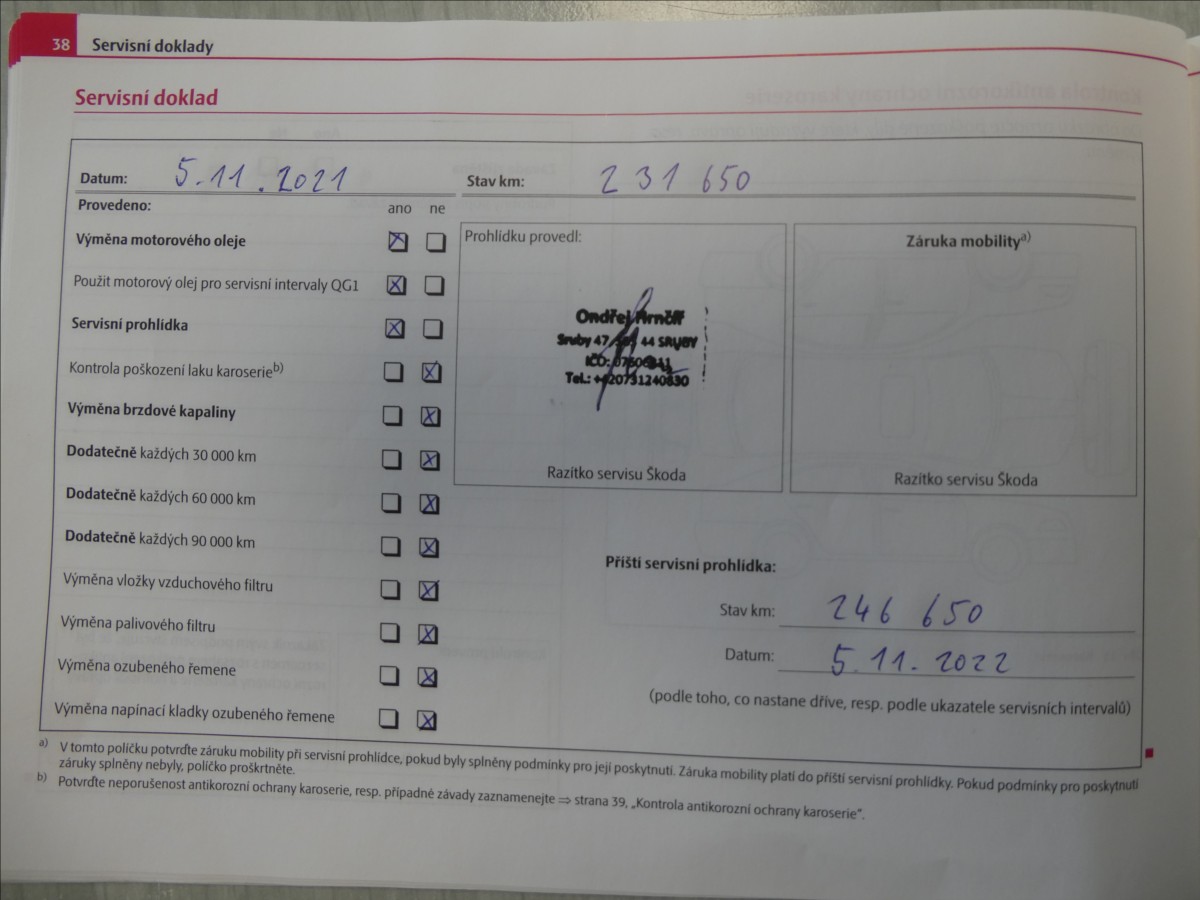 38 Servisní doklady
Servisní doklad
Datum: 5.11.2021 Stav km: 231 650
Provedeno: ano ne
Výměna motorového oleje
Použit motorový olej pro servisní intervaly QG1
Servisní prohlídka
Kontrola poškození laku karoserie b)
Výměna brzdové kapaliny
Dodatečně každých 30 000 km
Dodatečně každých 60 000 km
Dodatečně každých 90 000 km
Výměna vložky vzduchového filtru
Výměna palivového filtru
Výměna ozubeného řemene
Výměna napínací kladky ozubeného řemene
Prohlídku provedl:
Ondřej
Sruby 47, 44 SRUBY
IČO:
Tel.: +420731240830
Razítko servisu Škoda
Záruka mobility a)
Razítko servisu Škoda
Příští servisní prohlídka:
Stav km: 246 650
Datum: 5.11.2022
(podle toho, co nastane dříve, resp. podle ukazatele servisních intervalů)
a) V tomto políčku potvrďte záruku mobility při servisní prohlídce, pokud byly splněny podmínky pro její poskytnutí. Záruka mobility platí do příští servisní prohlídky. Pokud podmínky pro poskytnutí
záruky splněny nebyly, políčko proškrtněte.
b) Potvrďte neporušenost antikorozní ochrany karoserie, resp. případné závady zaznamenejte ⇒ strana 39, „Kontrola antikorozní ochrany karoserie“.